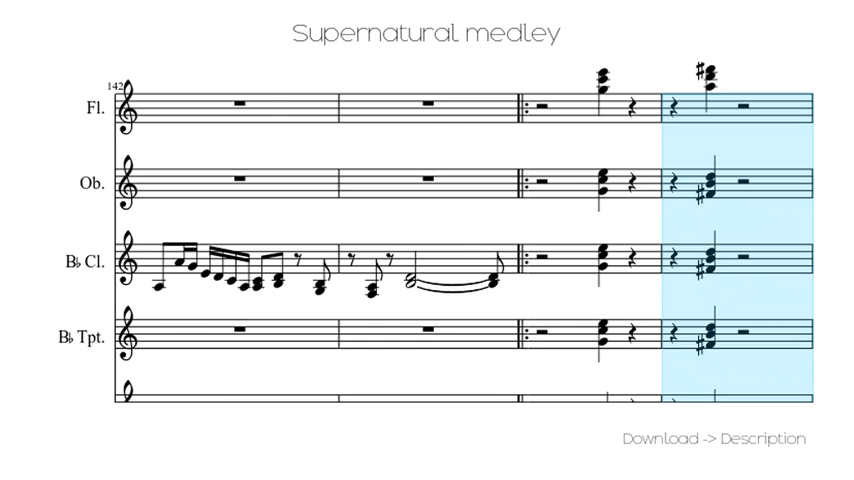 Supernatural medley
142
Fl.
Ob.
B♭ Cl.
B♭ Tpt.
Download -> Description